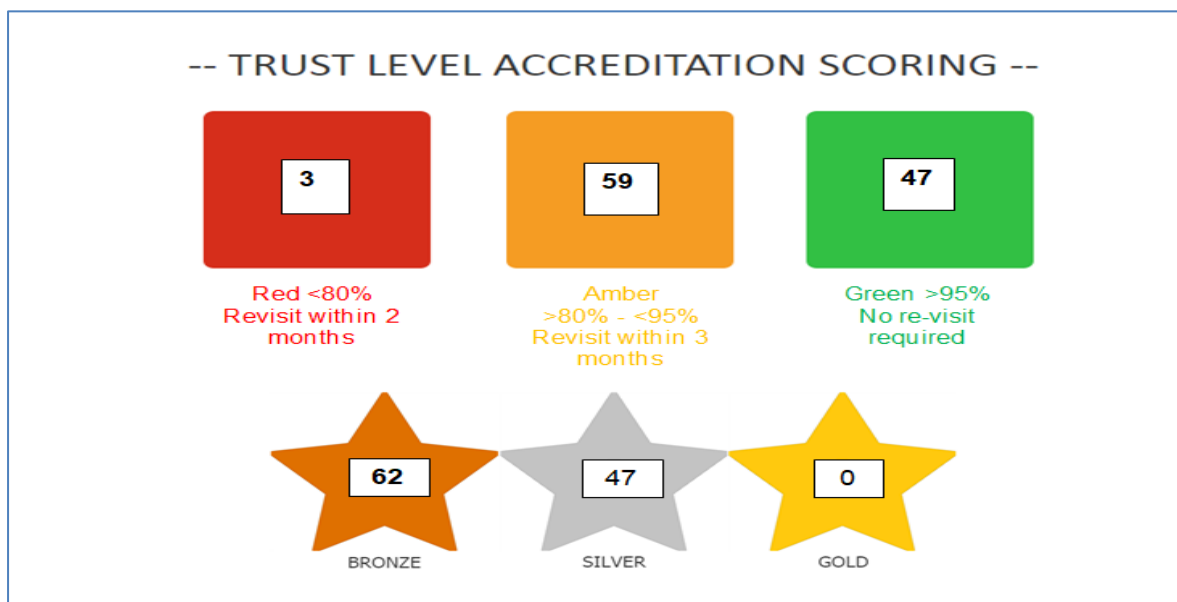 -- TRUST LEVEL ACCREDITATION SCORING --
3
59
47
Red <80%
Revisit within 2
months
Amber
>80% - <95%
Revisit within 3
months
Green >95%
No re-visit
required
62
47
0
BRONZE
SILVER
GOLD